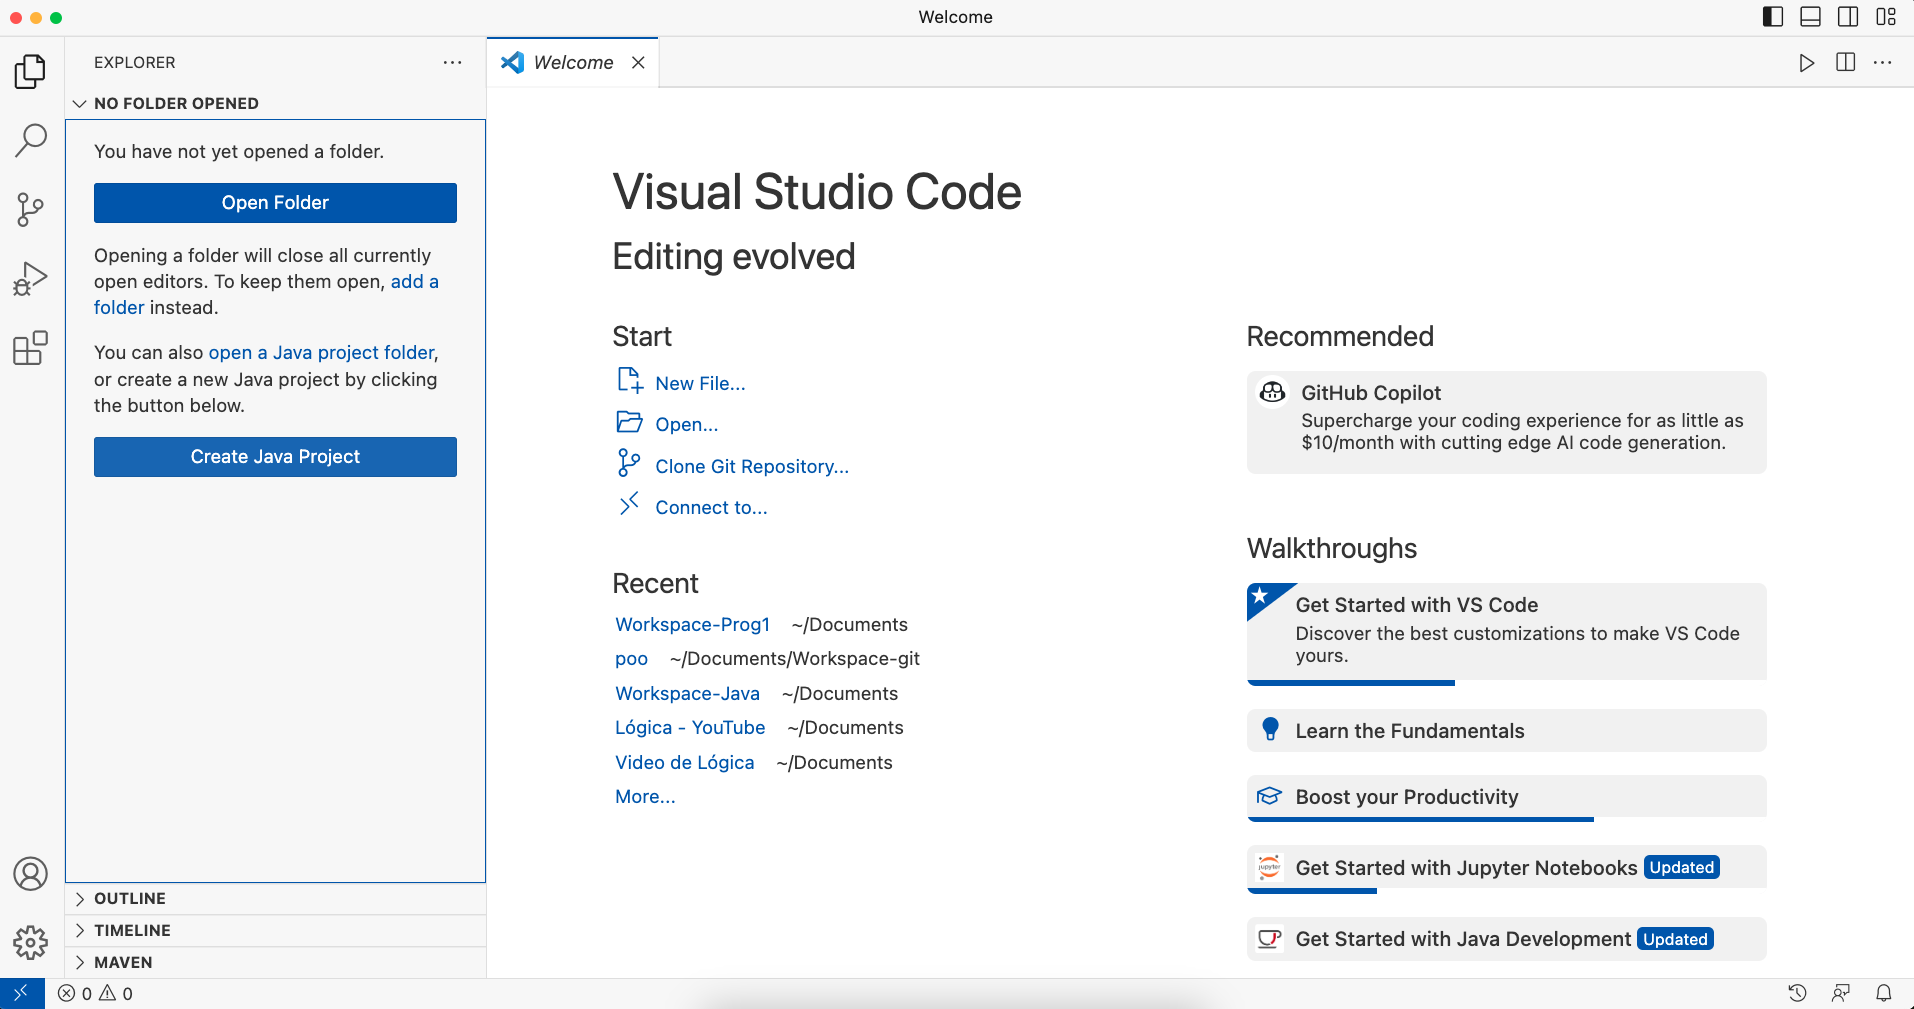 Welcome
EXPLORER
NO FOLDER OPENED
You have not yet opened a folder.
Open Folder
Opening a folder will close all currently
open editors. To keep them open, add a
folder instead.
You can also open a Java project folder,
or create a new Java project by clicking
the button below.
Create Java Project
OUTLINE
TIMELINE
MAVEN
Welcome
Visual Studio Code
Editing evolved
Start
New File...
Open...
Clone Git Repository...
Connect to...
Recent
Workspace-Prog1 ~/Documents
poo ~/Documents/Workspace-git
Workspace-Java ~/Documents
Lógica - YouTube ~/Documents
Video de Lógica ~/Documents
More...
Recommended
GitHub Copilot
Supercharge your coding experience for as little as
$10/month with cutting edge AI code generation.
Walkthroughs
Get Started with VS Code
Discover the best customizations to make VS Code
yours.
Learn the Fundamentals
Boost your Productivity
jupyter
Get Started with Jupyter Notebooks Updated
Get Started with Java Development Updated
0 0